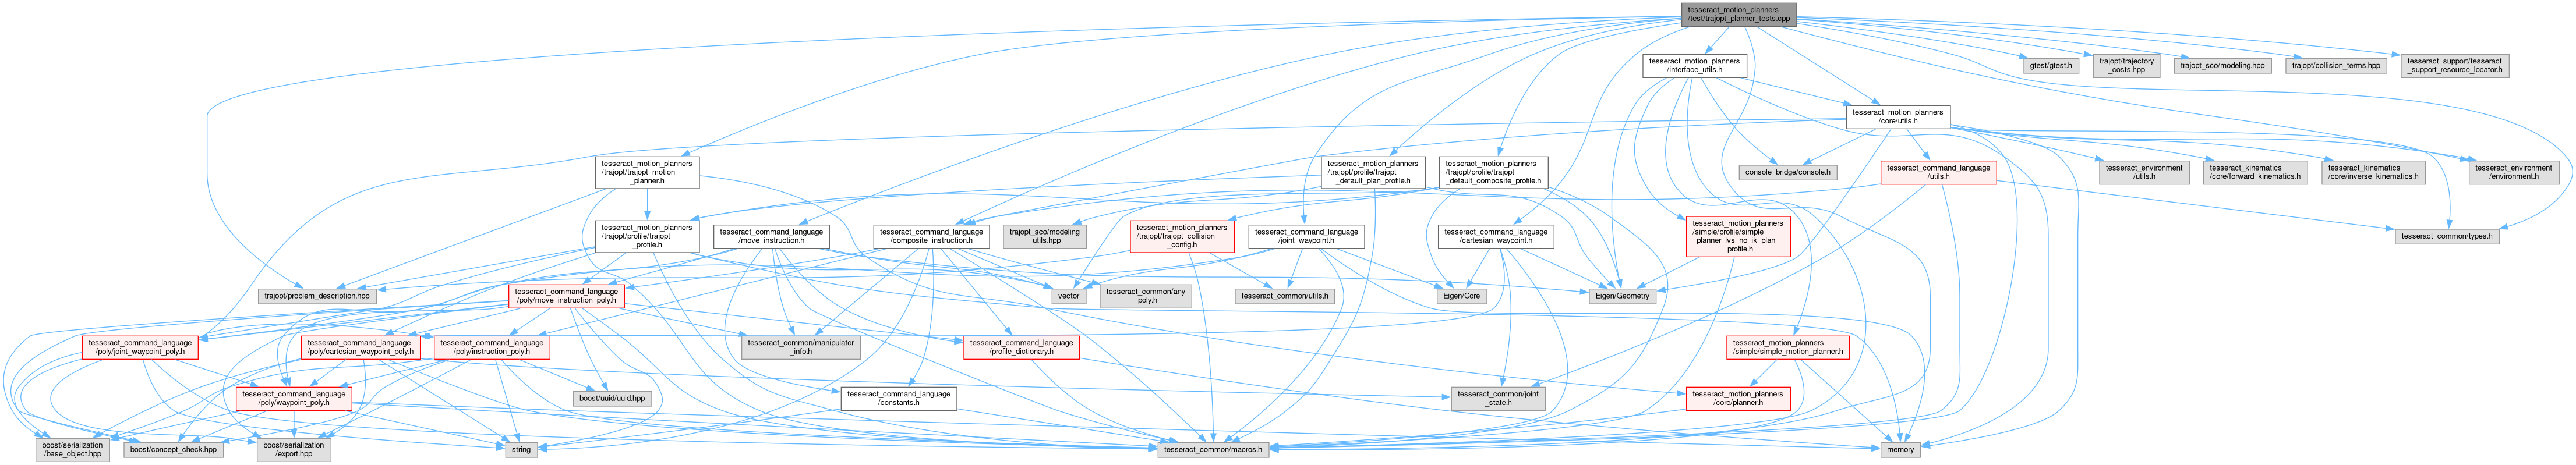 tesseract_motion_planners
/test/trajopt_planner_tests.cpp
tesseract_motion_planners
/interface_utils.h
gtest/gtest.h
trajopt/trajectory
_costs.hpp
trajopt_sco/modeling.hpp
trajopt/collision_terms.hpp
tesseract_support/tesseract
_support_resource_locator.h
tesseract_motion_planners
/core/utils.h
tesseract_motion_planners
/trajopt/trajopt_motion
_planner.h
tesseract_motion_planners
/trajopt/profile/trajopt
_default_plan_profile.h
tesseract_motion_planners
/trajopt/profile/trajopt
_default_composite_profile.h
console_bridge/console.h
tesseract_command_language
/utils.h
tesseract_environment
/utils.h
tesseract_kinematics
/core/forward_kinematics.h
tesseract_kinematics
/core/inverse_kinematics.h
tesseract_environment
/environment.h
tesseract_motion_planners
/trajopt/profile/trajopt
_profile.h
tesseract_command_language
/move_instruction.h
tesseract_command_language
/composite_instruction.h
trajopt_sco/modeling
_utils.hpp
tesseract_motion_planners
/trajopt/trajopt_collision
_config.h
tesseract_command_language
/joint_waypoint.h
tesseract_command_language
/cartesian_waypoint.h
tesseract_motion_planners
/simple/profile/simple
_planner_lvs_no_ik_plan
_profile.h
tesseract_common/types.h
trajopt/problem_description.hpp
tesseract_command_language
/poly/move_instruction_poly.h
vector
tesseract_common/any
_poly.h
tesseract_common/utils.h
Eigen/Core
Eigen/Geometry
tesseract_command_language
/poly/joint_waypoint_poly.h
tesseract_command_language
/poly/cartesian_waypoint_poly.h
tesseract_command_language
/poly/instruction_poly.h
tesseract_common/manipulator
_info.h
tesseract_command_language
/profile_dictionary.h
tesseract_motion_planners
/simple/simple_motion_planner.h
tesseract_command_language
/poly/waypoint_poly.h
boost/uuid/uuid.hpp
tesseract_command_language
/constants.h
tesseract_common/joint
_state.h
tesseract_motion_planners
/core/planner.h
boost/serialization
/base_object.hpp
boost/concept_check.hpp
boost/serialization
/export.hpp
string
tesseract_common/macros.h
memory